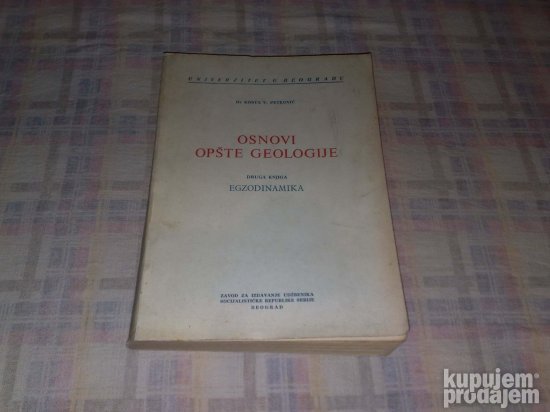 UNIVERZITET U BEOGRADU
Dr KOSTA V. PETKOVIĆ
OSNOVI
OPŠTE GEOLOGIJE
DRUGA KNJIGA
EGZODINAMIKA
ZAVOD ZA IZDAVANJE UDŽBENIKA
SOCIJALISTIČKE REPUBLIKE SRBIJE
BEOGRAD
kupujem
prodajem